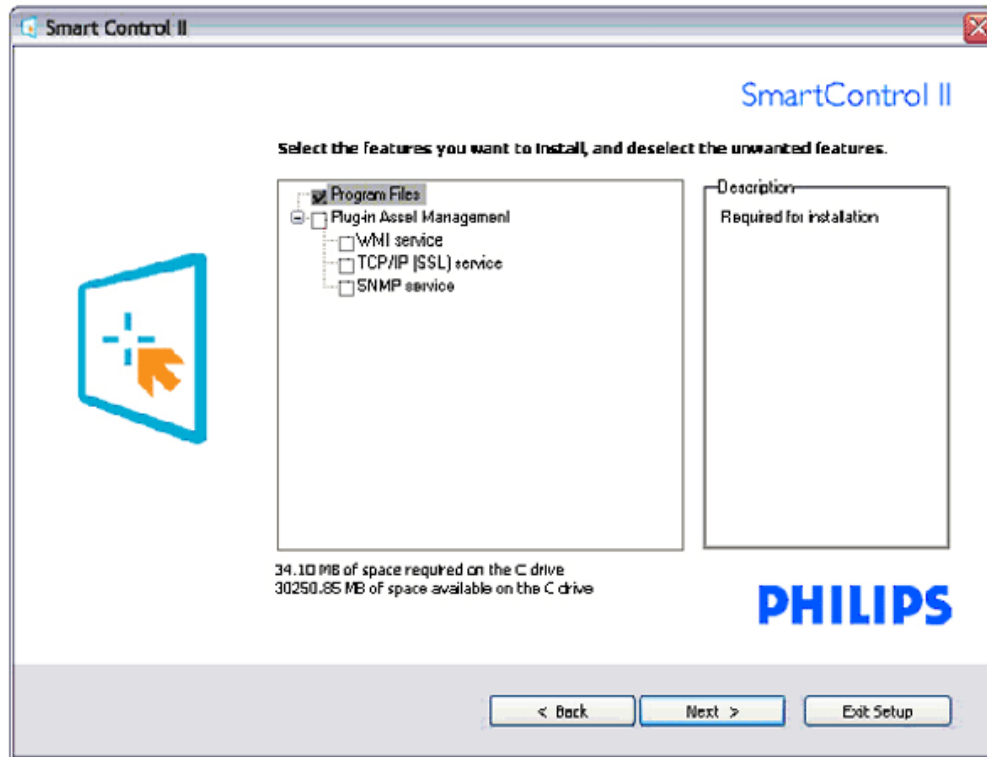 Smart Control II
SmartControl II
Select the features you want to install, and deselect the unwanted features.
Program Files
Plug-in Asset Management
WMI service
TCP/IP (SSL) service
SNMP service
Description
Required for installation
34.10 MB of space required on the C drive
30250.85 MB of space available on the C drive
PHILIPS
< Back
Next >
Exit Setup